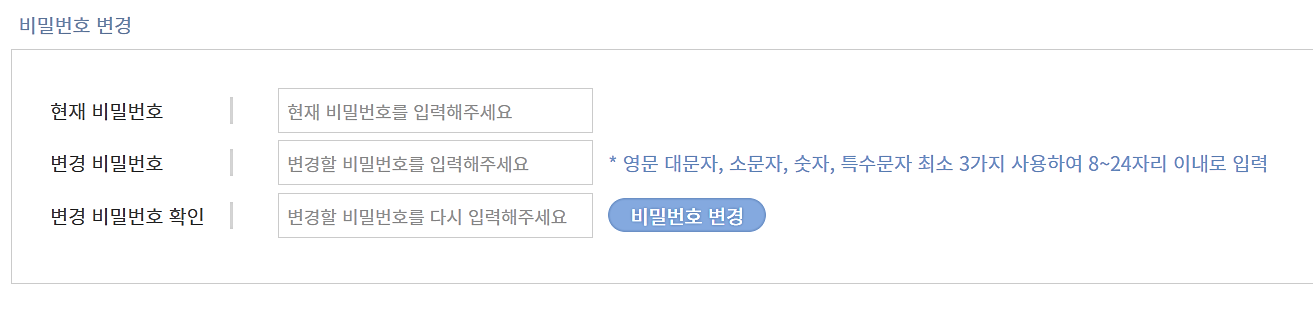 비밀번호 변경
현재 비밀번호 현재 비밀번호를 입력해주세요
변경 비밀번호 변경할 비밀번호를 입력해주세요 * 영문 대문자, 소문자, 숫자, 특수문자 최소 3가지 사용하여 8~24자리 이내로 입력
변경 비밀번호 확인 변경할 비밀번호를 다시 입력해주세요 비밀번호 변경